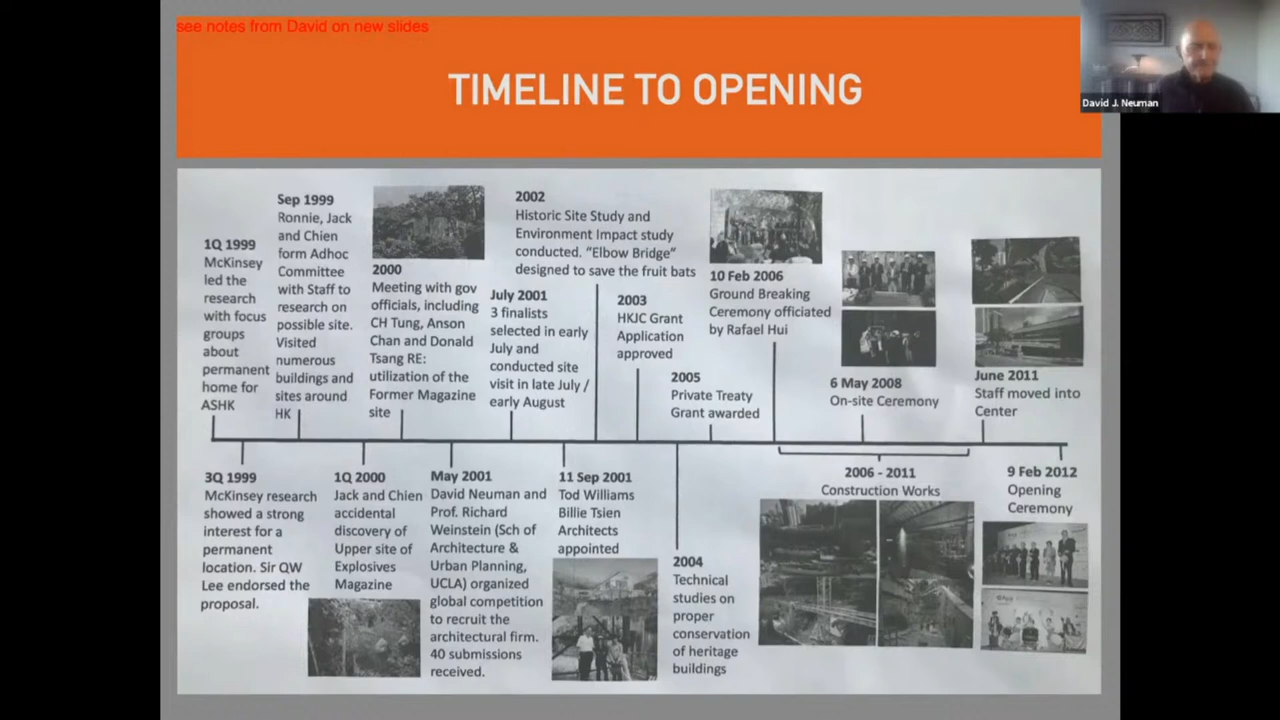 see notes from David on new slides
TIMELINE TO OPENING
David J. Neuman
1Q 1999
McKinsey
led the
research
with focus
groups
about
permanent
home for
ASHK
Sep 1999
Ronnie, Jack
and Chien
form Adhoc
Committee
with Staff to
research on
possible site.
Visited
numerous
buildings and
sites around
HK
2000
Meeting with gov
officials, including
CH Tung, Anson
Chan and Donald
Tsang RE:
utilization of the
Former Magazine
site
July 2001
3 finalists
selected in early
July and
conducted site
visit in late July /
early August
2002
Historic Site Study and
Environment Impact study
conducted. "Elbow Bridge"
designed to save the fruit bats
2003
HKJC Grant
Application
approved
2005
Private Treaty
Grant awarded
10 Feb 2006
Ground Breaking
Ceremony officiated
by Rafael Hui
6 May 2008
On-site Ceremony
June 2011
Staff moved into
Center
3Q 1999
McKinsey research
showed a strong
interest for a
permanent
location. Sir QW
Lee endorsed the
proposal.
1Q 2000
Jack and Chien
accidental
discovery of
Upper site of
Explosives
Magazine
May 2001
David Neuman and
Prof. Richard
Weinstein (Sch of
Architecture &
Urban Planning,
UCLA) organized
global competition
to recruit the
architectural firm.
40 submissions
received.
11 Sep 2001
Tod Williams
Billie Tsien
Architects
appointed
2004
Technical
studies on
proper
conservation
of heritage
buildings
2006 - 2011
Construction Works
9 Feb 2012
Opening
Ceremony